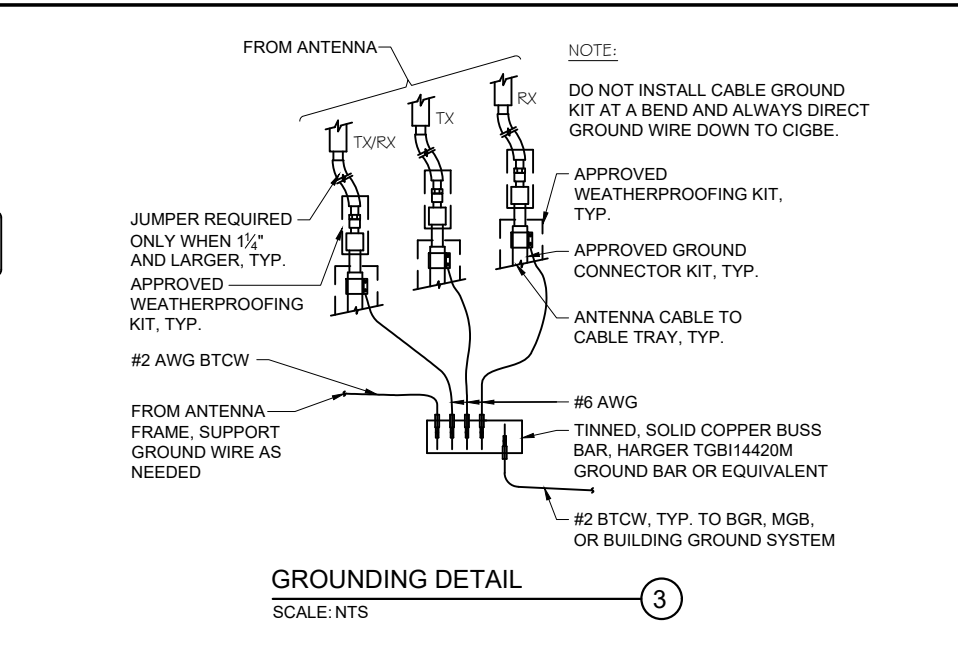 FROM ANTENNA
NOTE:
DO NOT INSTALL CABLE GROUND
KIT AT A BEND AND ALWAYS DIRECT
GROUND WIRE DOWN TO CIGBE.
TX/RX
TX
RX
APPROVED
WEATHERPROOFING KIT,
TYP.
APPROVED GROUND
CONNECTOR KIT, TYP.
ANTENNA CABLE TO
CABLE TRAY, TYP.
JUMPER REQUIRED
ONLY WHEN 1¼"
AND LARGER, TYP.
APPROVED
WEATHERPROOFING
KIT, TYP.
#2 AWG BTCW
FROM ANTENNA
FRAME, SUPPORT
GROUND WIRE AS
NEEDED
#6 AWG
TINNED, SOLID COPPER BUSS
BAR, HARGER TGBI14420M
GROUND BAR OR EQUIVALENT
#2 BTCW, TYP. TO BGR, MGB,
OR BUILDING GROUND SYSTEM
GROUNDING DETAIL
SCALE: NTS
3